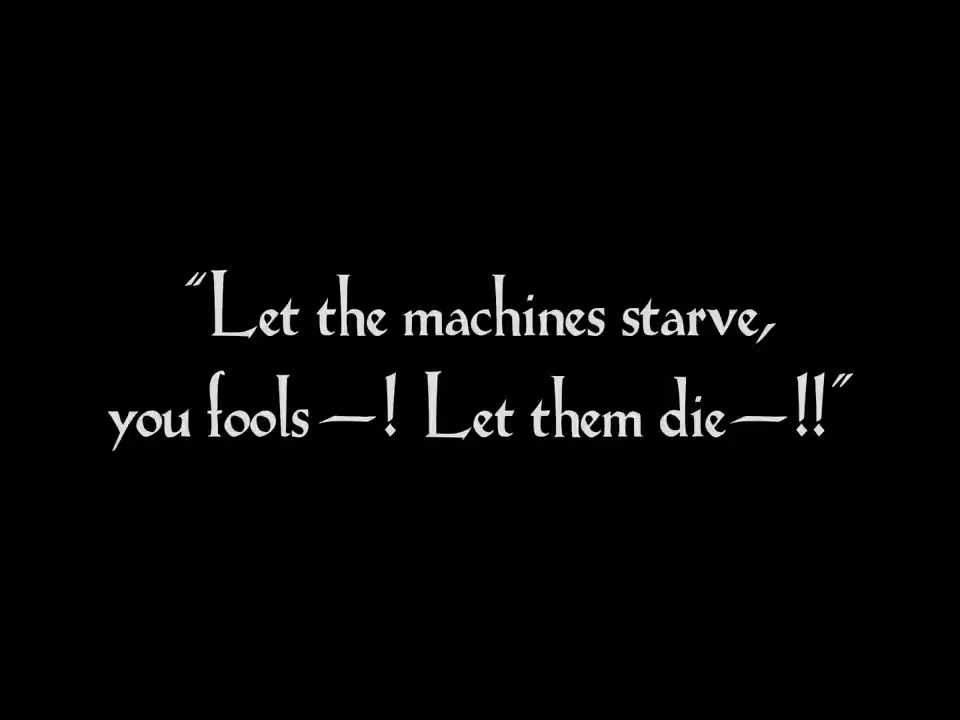 "Let the machines starve,
you fools—! Let them die—!!"